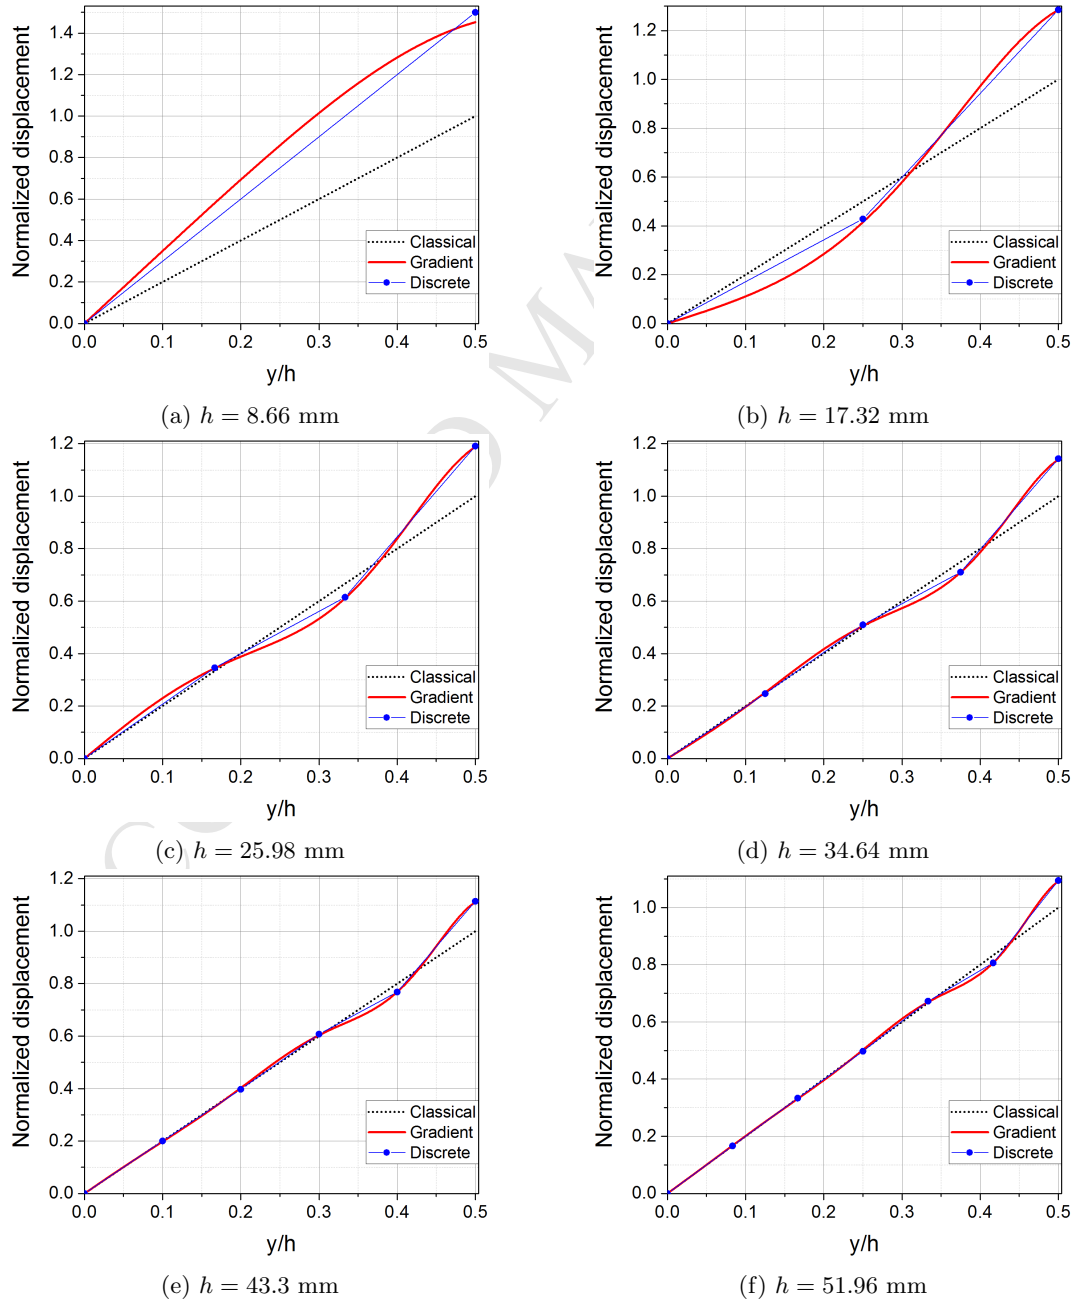 Normalized displacement
1.4
1.2
1.0
0.8
0.6
0.4
0.2
0.0
Classical
Gradient
Discrete
0.0 0.1 0.2 0.3 0.4 0.5
y/h
(a) h = 8.66 mm
Normalized displacement
1.2
1.0
0.8
0.6
0.4
0.2
0.0
Classical
Gradient
Discrete
0.0 0.1 0.2 0.3 0.4 0.5
y/h
(b) h = 17.32 mm
Normalized displacement
1.2
1.0
0.8
0.6
0.4
0.2
0.0
Classical
Gradient
Discrete
0.0 0.1 0.2 0.3 0.4 0.5
y/h
(c) h = 25.98 mm
Normalized displacement
1.2
1.0
0.8
0.6
0.4
0.2
0.0
Classical
Gradient
Discrete
0.0 0.1 0.2 0.3 0.4 0.5
y/h
(d) h = 34.64 mm
Normalized displacement
1.2
1.0
0.8
0.6
0.4
0.2
0.0
Classical
Gradient
Discrete
0.0 0.1 0.2 0.3 0.4 0.5
y/h
(e) h = 43.3 mm
Normalized displacement
1.0
0.8
0.6
0.4
0.2
0.0
Classical
Gradient
Discrete
0.0 0.1 0.2 0.3 0.4 0.5
y/h
(f) h = 51.96 mm